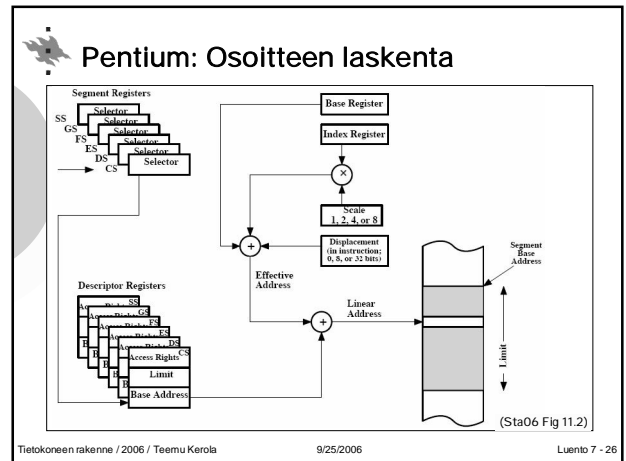 Pentium: Osoitteen laskenta
Segment Registers
Selector
Selector
Selector
Selector
Selector
Selector
SS
GS
FS
ES
DS
CS
Base Register
Index Register
×
Scale
1, 2, 4, or 8
Displacement
(in instruction;
0, 8, or 32 bits)
+
Effective
Address
Segment
Base
Address
Descriptor Registers
SS
GS
FS
ES
DS
CS
Access Rights
Limit
Base Address
+
Linear
Address
Limit
(Sta06 Fig 11.2)
Tietokoneen rakenne / 2006 / Teemu Kerola
9/25/2006
Luento 7 - 26